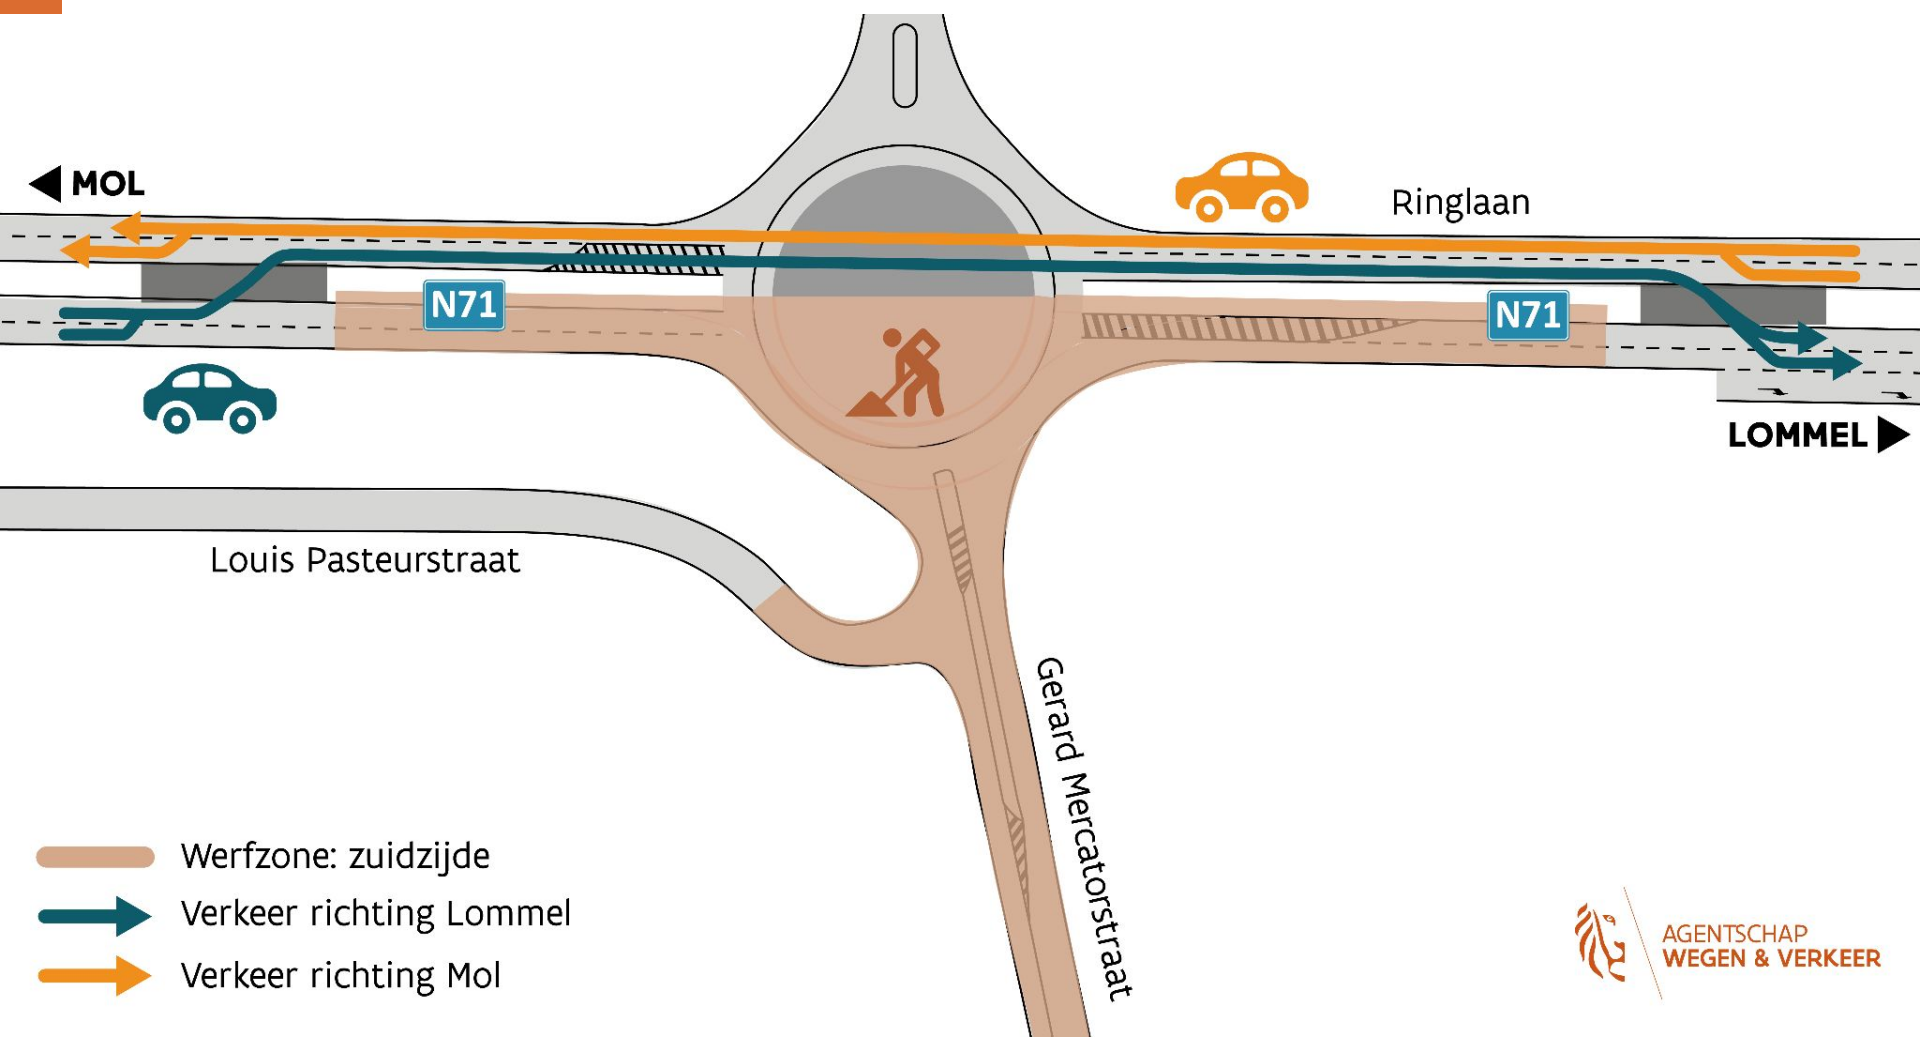 MOL
Ringlaan
N71
N71
LOMMEL
Louis Pasteurstraat
Gerard Mercatorstraat
Werfzone: zuidzijde
Verkeer richting Lommel
Verkeer richting Mol
AGENTSCHAP
WEGEN & VERKEER